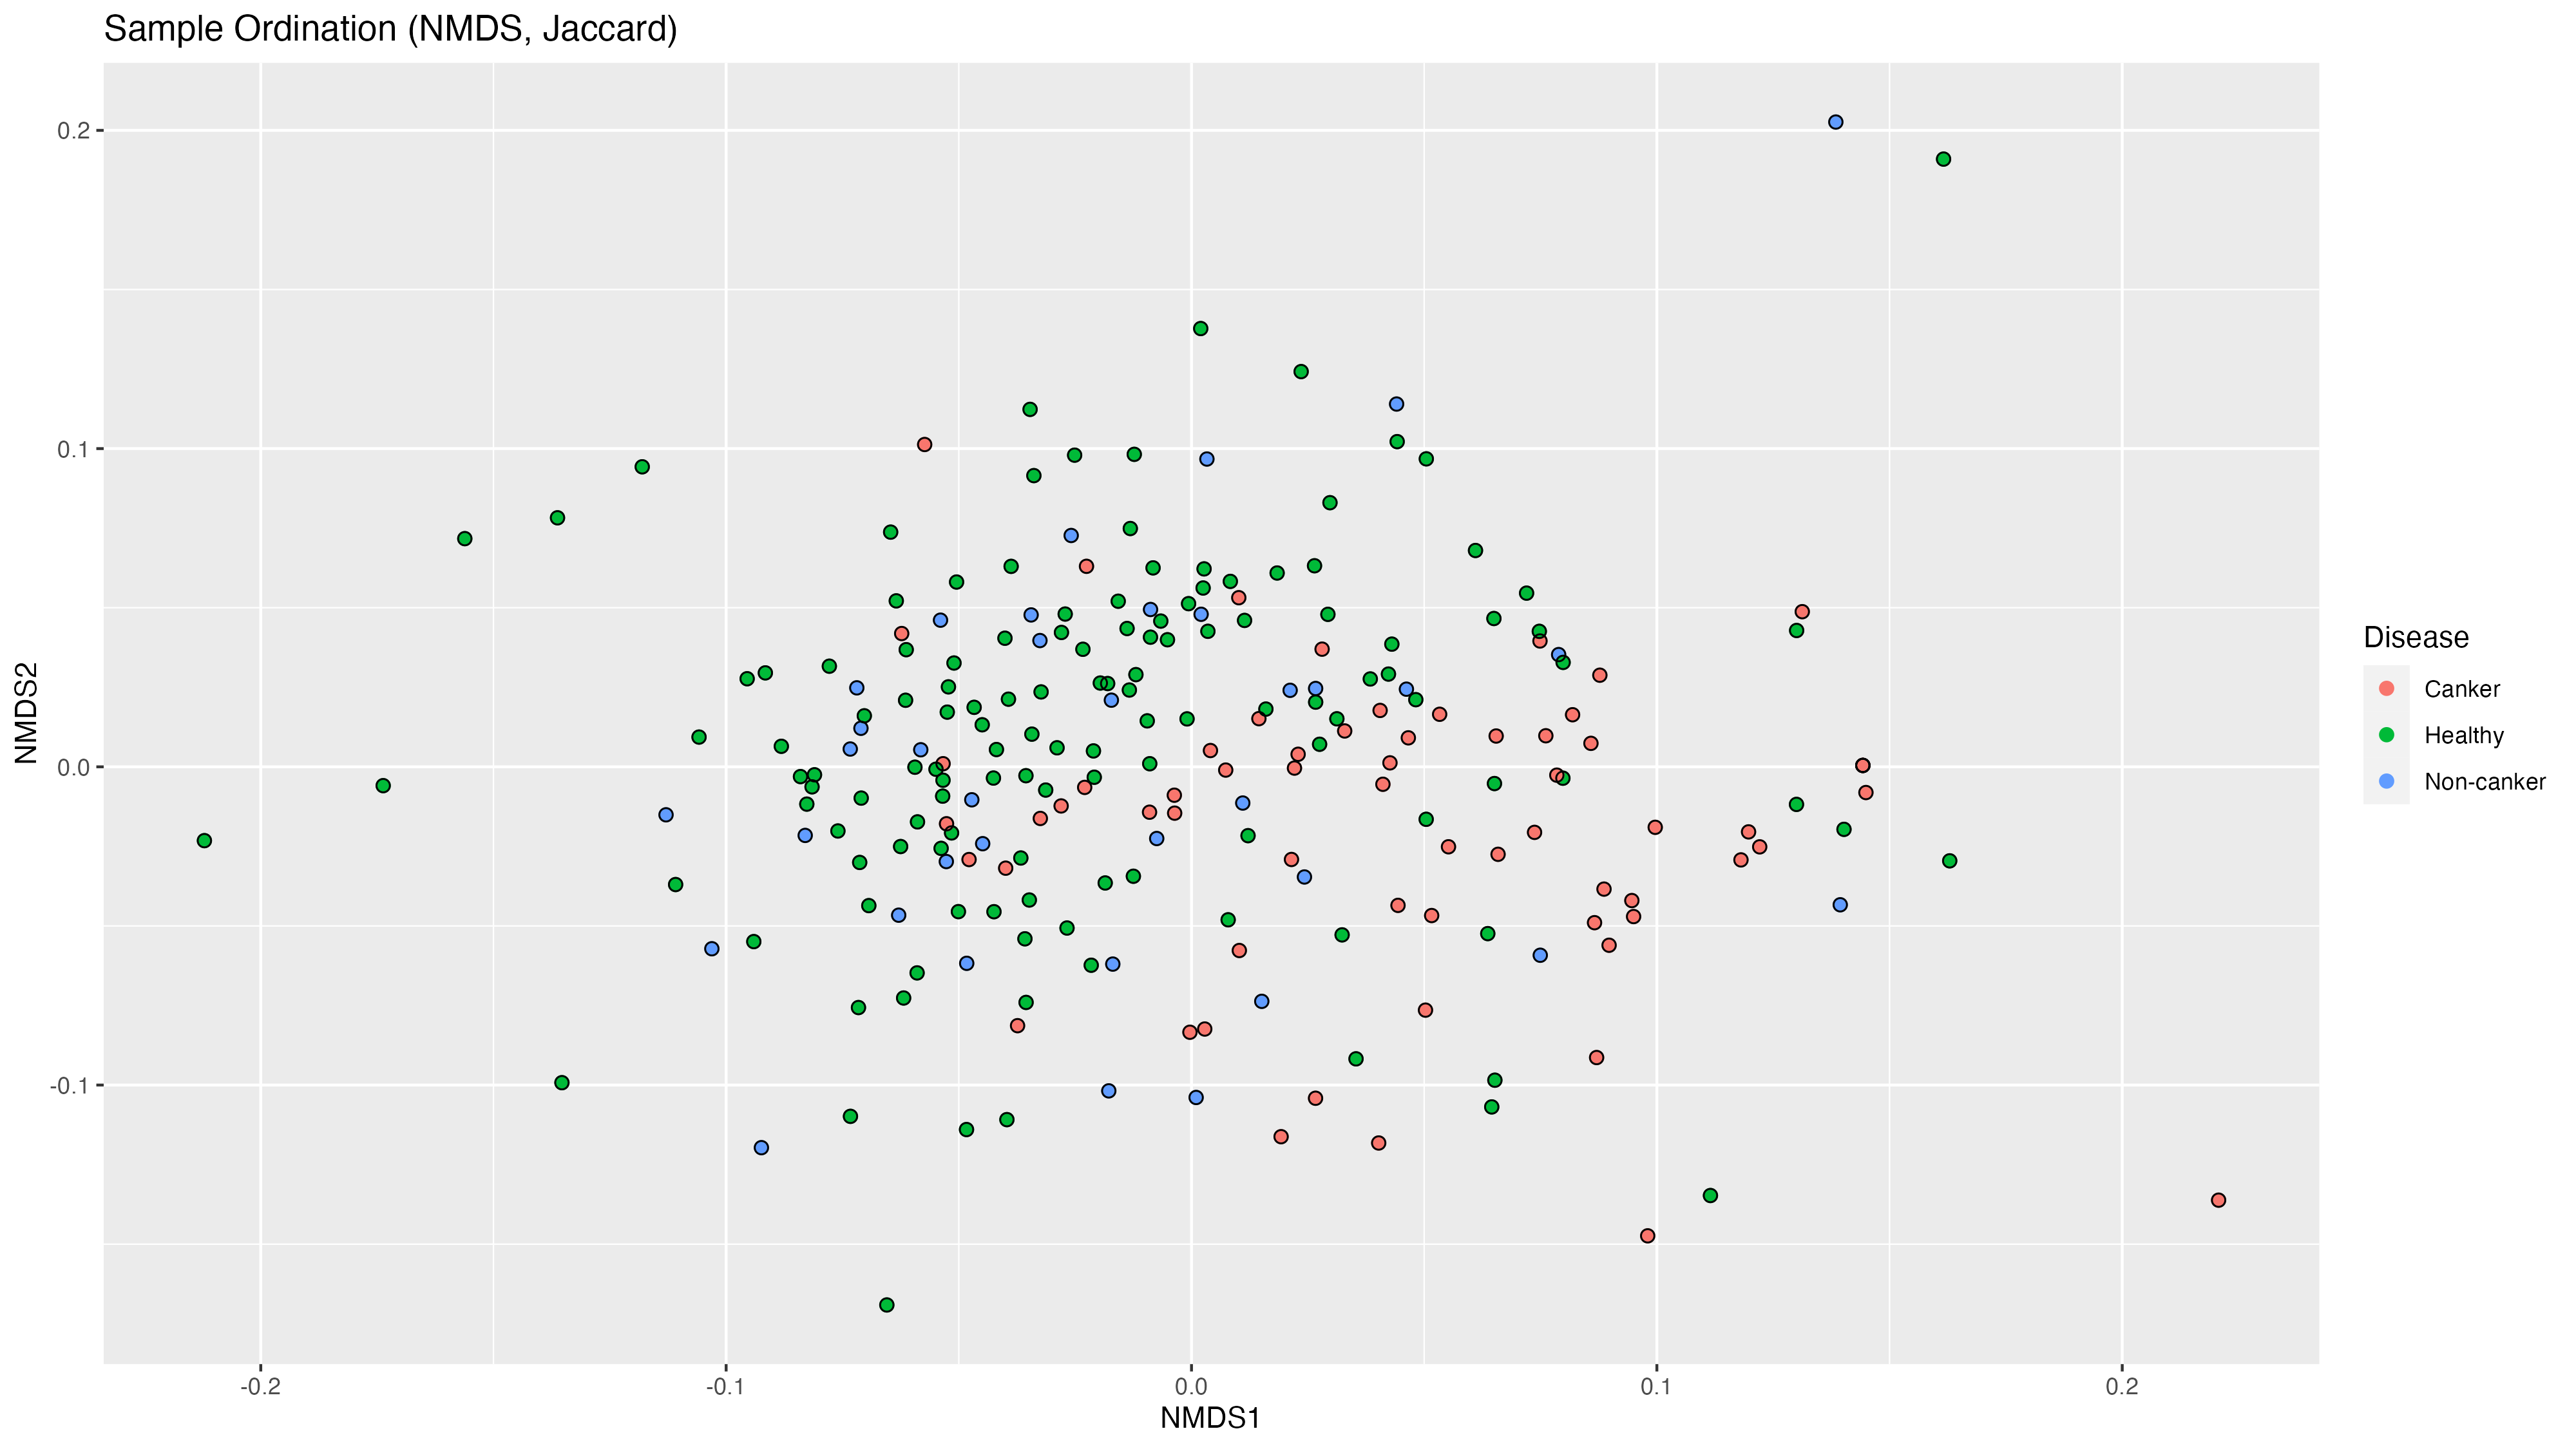 Sample Ordination (NMDS, Jaccard)
0.2
0.1
0.0
-0.1
NMDS2
-0.2
-0.1
0.0
0.1
0.2
NMDS1
Disease
Canker
Healthy
Non-canker